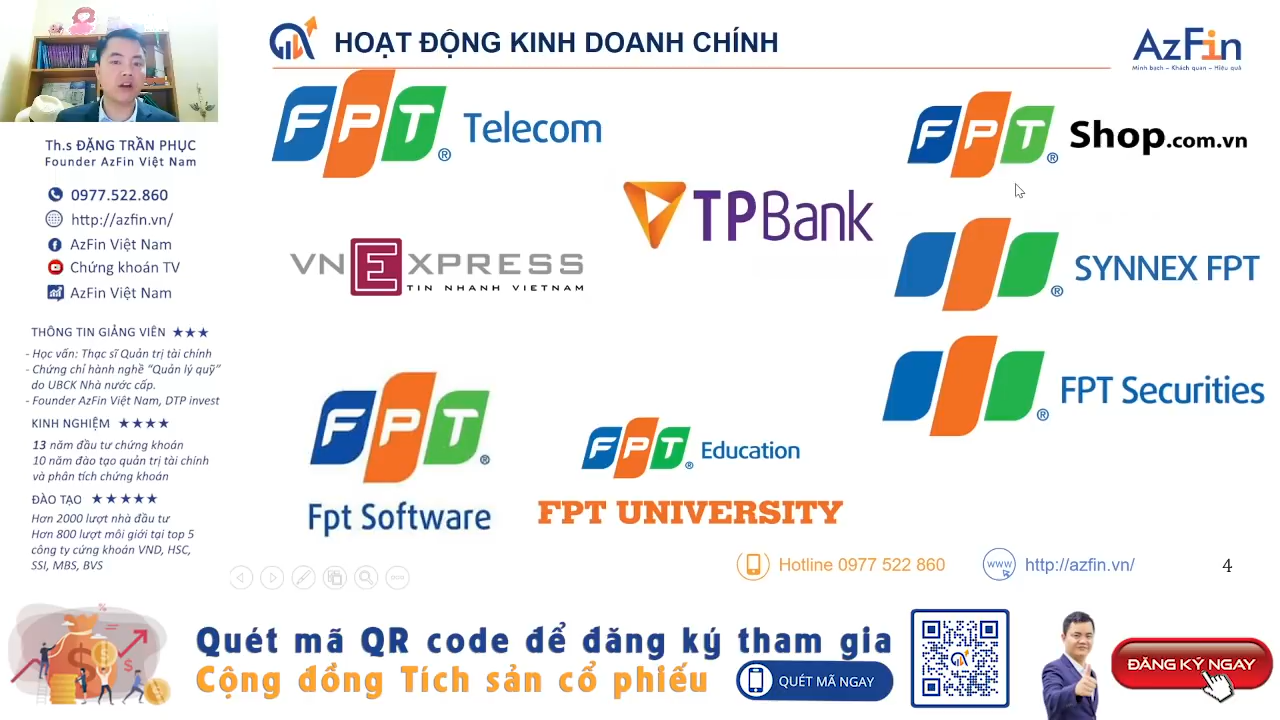 HOẠT ĐỘNG KINH DOANH CHÍNH
AzFin
Minh bạch – Khách quan – Hiệu quả
Th.s ĐẶNG TRẦN PHỤC
Founder AzFin Việt Nam
0977.522.860
http://azfin.vn/
AzFin Việt Nam
Chứng khoán TV
AzFin Việt Nam
THÔNG TIN GIẢNG VIÊN ★★★
- Học vấn: Thạc sĩ Quản trị tài chính
- Chứng chỉ hành nghề "Quản lý quỹ"
do UBCK Nhà nước cấp.
- Founder AzFin Việt Nam, DTP invest
KINH NGHIỆM ★★★★
13 năm đầu tư chứng khoán
10 năm đào tạo quản trị tài chính
và phân tích chứng khoán
ĐÀO TẠO ★★★★★
Hơn 2000 lượt nhà đầu tư
Hơn 800 lượt môi giới tại top 5
công ty cứng khoán VND, HSC,
SSI, MBS, BVS
FPT® Telecom
FPT® Shop.com.vn
TPBank
VNEXPRESS
TIN NHANH VIETNAM
® SYNNEX FPT
® FPT Securities
FPT®
Fpt Software
FPT® Education
FPT UNIVERSITY
Hotline 0977 522 860
www
http://azfin.vn/
4
Quét mã QR code để đăng ký tham gia
Cộng đồng Tích sản cổ phiếu
QUÉT MÃ NGAY
ĐĂNG KÝ NGAY